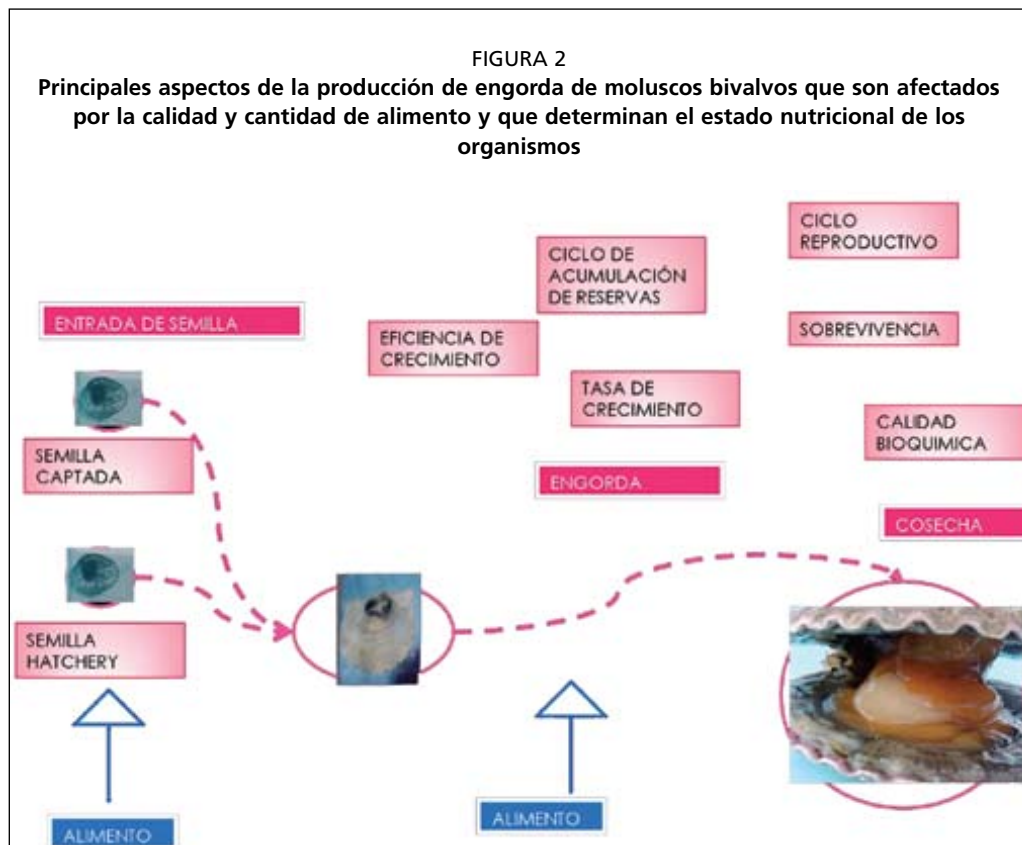 FIGURA 2
Principales aspectos de la producción de engorda de moluscos bivalvos que son afectados
por la calidad y cantidad de alimento y que determinan el estado nutricional de los
organismos
CICLO
REPRODUCTIVO
CICLO DE
ACUMULACIÓN
DE RESERVAS
ENTRADA DE SEMILLA
EFICIENCIA DE
CRECIMIENTO
SOBREVIVENCIA
TASA DE
CRECIMIENTO
CALIDAD
BIOQUIMICA
SEMILLA
CAPTADA
ENGORDA
COSECHA
SEMILLA
HATCHERY
ALIMENTO
ALIMENTO